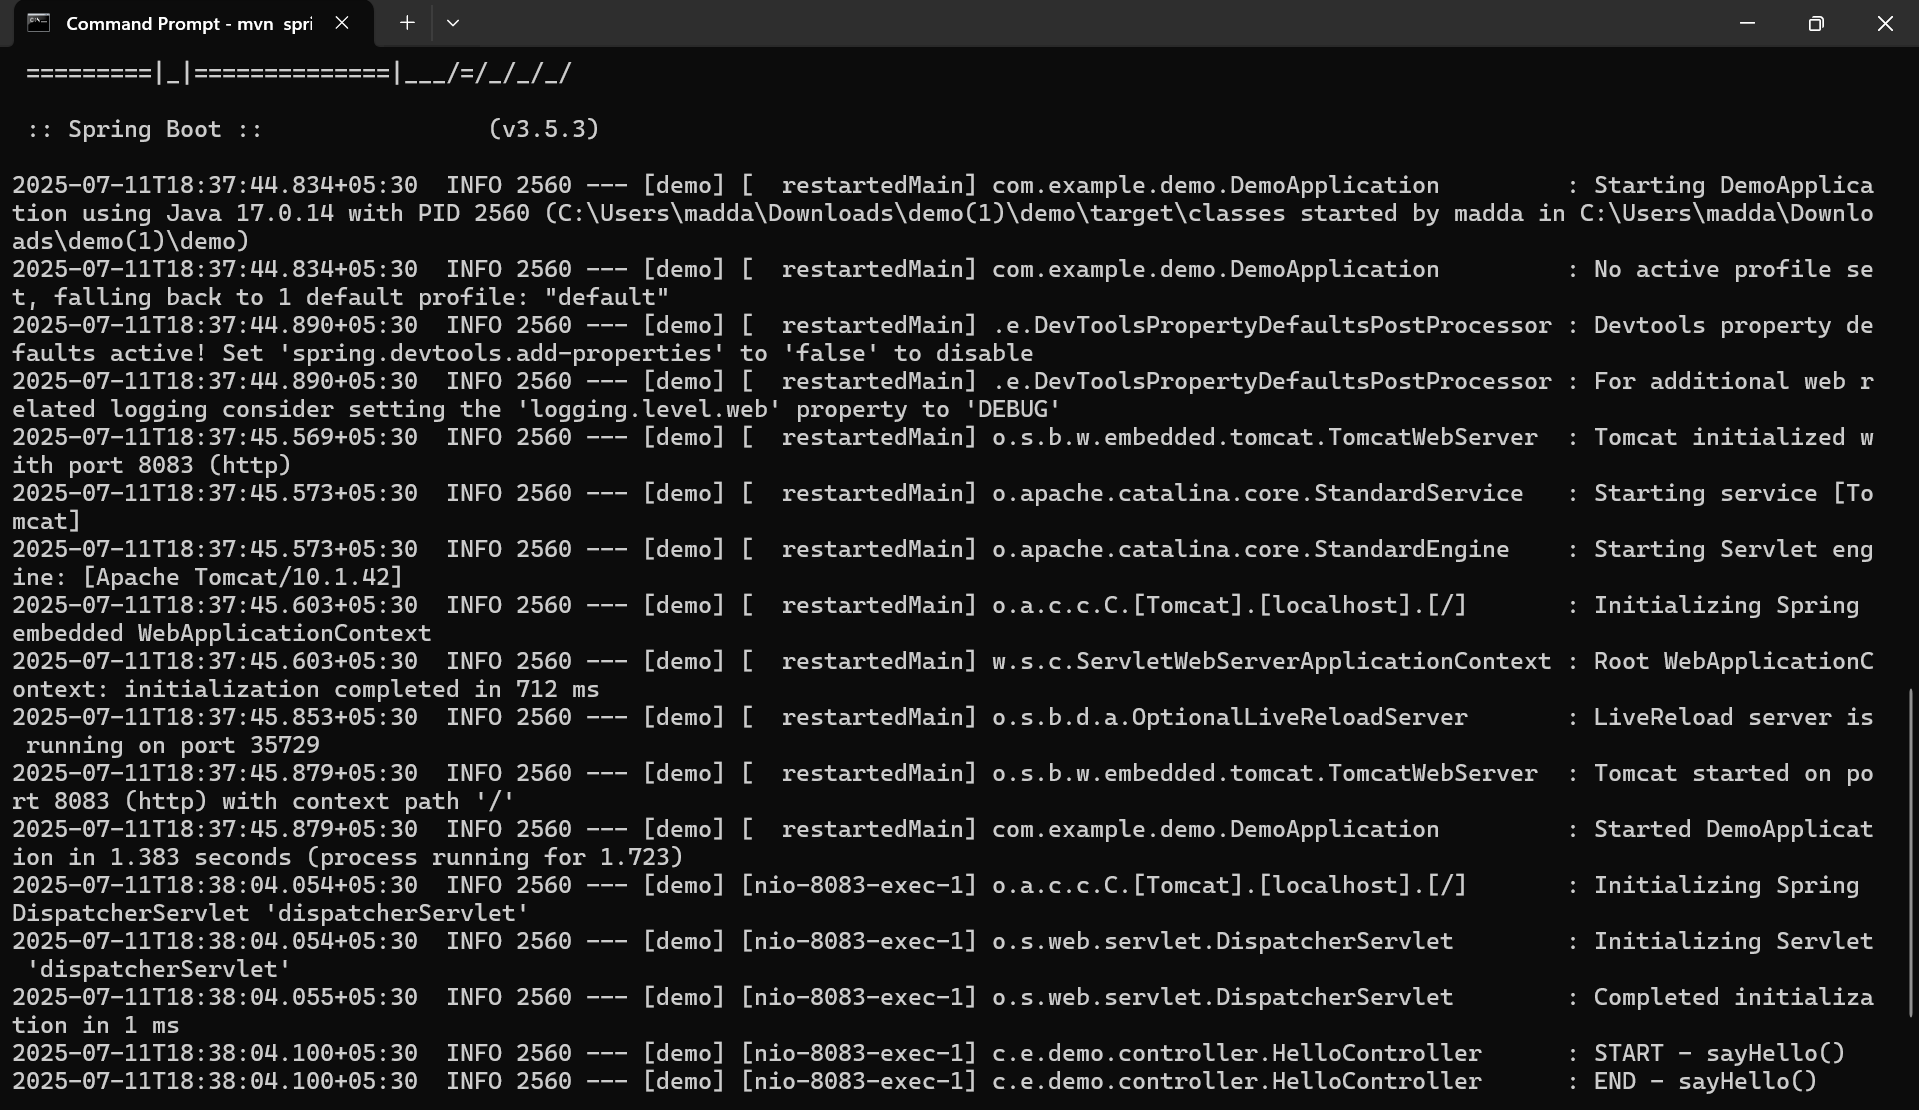 Command Prompt - mvn  spri
=========|_|==============|___/=/_/_/_/
:: Spring Boot ::                (v3.5.3)
2025-07-11T18:37:44.834+05:30  INFO 2560 --- [demo] [  restartedMain] com.example.demo.DemoApplication         : Starting DemoApplica
tion using Java 17.0.14 with PID 2560 (C:\Users\madda\Downloads\demo(1)\demo\target\classes started by madda in C:\Users\madda\Downlo
ads\demo(1)\demo)
2025-07-11T18:37:44.834+05:30  INFO 2560 --- [demo] [  restartedMain] com.example.demo.DemoApplication         : No active profile se
t, falling back to 1 default profile: "default"
2025-07-11T18:37:44.890+05:30  INFO 2560 --- [demo] [  restartedMain] .e.DevToolsPropertyDefaultsPostProcessor : Devtools property de
faults active! Set 'spring.devtools.add-properties' to 'false' to disable
2025-07-11T18:37:44.890+05:30  INFO 2560 --- [demo] [  restartedMain] .e.DevToolsPropertyDefaultsPostProcessor : For additional web r
elated logging consider setting the 'logging.level.web' property to 'DEBUG'
2025-07-11T18:37:45.569+05:30  INFO 2560 --- [demo] [  restartedMain] o.s.b.w.embedded.tomcat.TomcatWebServer  : Tomcat initialized w
ith port 8083 (http)
2025-07-11T18:37:45.573+05:30  INFO 2560 --- [demo] [  restartedMain] o.apache.catalina.core.StandardService   : Starting service [To
mcat]
2025-07-11T18:37:45.573+05:30  INFO 2560 --- [demo] [  restartedMain] o.apache.catalina.core.StandardEngine    : Starting Servlet eng
ine: [Apache Tomcat/10.1.42]
2025-07-11T18:37:45.603+05:30  INFO 2560 --- [demo] [  restartedMain] o.a.c.c.C.[Tomcat].[localhost].[/]       : Initializing Spring
embedded WebApplicationContext
2025-07-11T18:37:45.603+05:30  INFO 2560 --- [demo] [  restartedMain] w.s.c.ServletWebServerApplicationContext : Root WebApplicationC
ontext: initialization completed in 712 ms
2025-07-11T18:37:45.853+05:30  INFO 2560 --- [demo] [  restartedMain] o.s.b.d.a.OptionalLiveReloadServer       : LiveReload server is
 running on port 35729
2025-07-11T18:37:45.879+05:30  INFO 2560 --- [demo] [  restartedMain] o.s.b.w.embedded.tomcat.TomcatWebServer  : Tomcat started on po
rt 8083 (http) with context path '/'
2025-07-11T18:37:45.879+05:30  INFO 2560 --- [demo] [  restartedMain] com.example.demo.DemoApplication         : Started DemoApplicat
ion in 1.383 seconds (process running for 1.723)
2025-07-11T18:38:04.054+05:30  INFO 2560 --- [demo] [nio-8083-exec-1] o.a.c.c.C.[Tomcat].[localhost].[/]       : Initializing Spring
DispatcherServlet 'dispatcherServlet'
2025-07-11T18:38:04.054+05:30  INFO 2560 --- [demo] [nio-8083-exec-1] o.s.web.servlet.DispatcherServlet        : Initializing Servlet
 'dispatcherServlet'
2025-07-11T18:38:04.055+05:30  INFO 2560 --- [demo] [nio-8083-exec-1] o.s.web.servlet.DispatcherServlet        : Completed initializa
tion in 1 ms
2025-07-11T18:38:04.100+05:30  INFO 2560 --- [demo] [nio-8083-exec-1] c.e.demo.controller.HelloController      : START - sayHello()
2025-07-11T18:38:04.100+05:30  INFO 2560 --- [demo] [nio-8083-exec-1] c.e.demo.controller.HelloController      : END - sayHello()